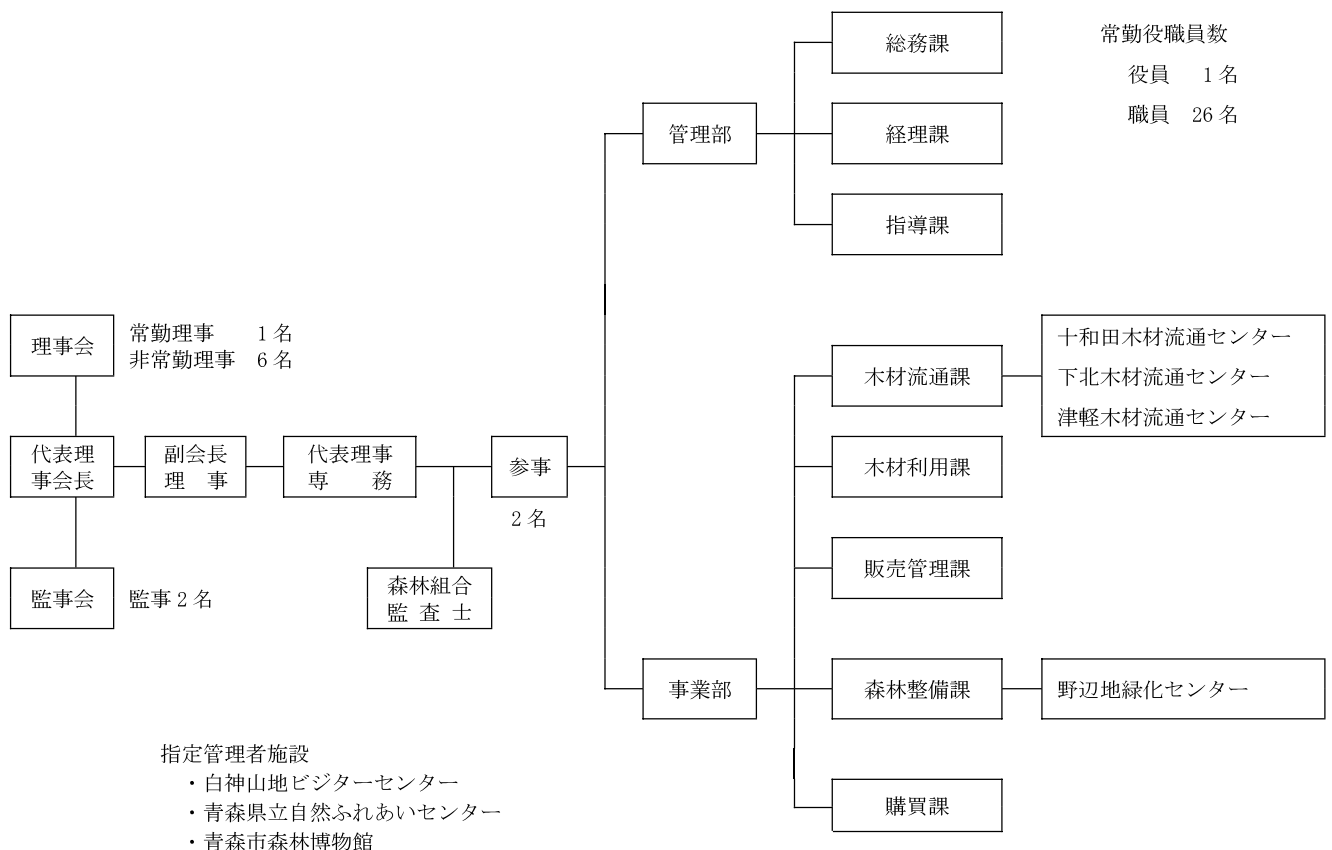 総務課
常勤役職員数
役員 1名
職員 26名
管理部
経理課
指導課
理事会
常勤理事 1名
非常勤理事 6名
木材流通課
十和田木材流通センター
下北木材流通センター
津軽木材流通センター
代表理
事会長
副会長
理 事
代表理事
専 務
参事
2名
木材利用課
販売管理課
監事会
監事2名
森林組合
監 査 士
事業部
森林整備課
野辺地緑化センター
購買課
指定管理者施設
・白神山地ビジターセンター
・青森県立自然ふれあいセンター
・青森市森林博物館